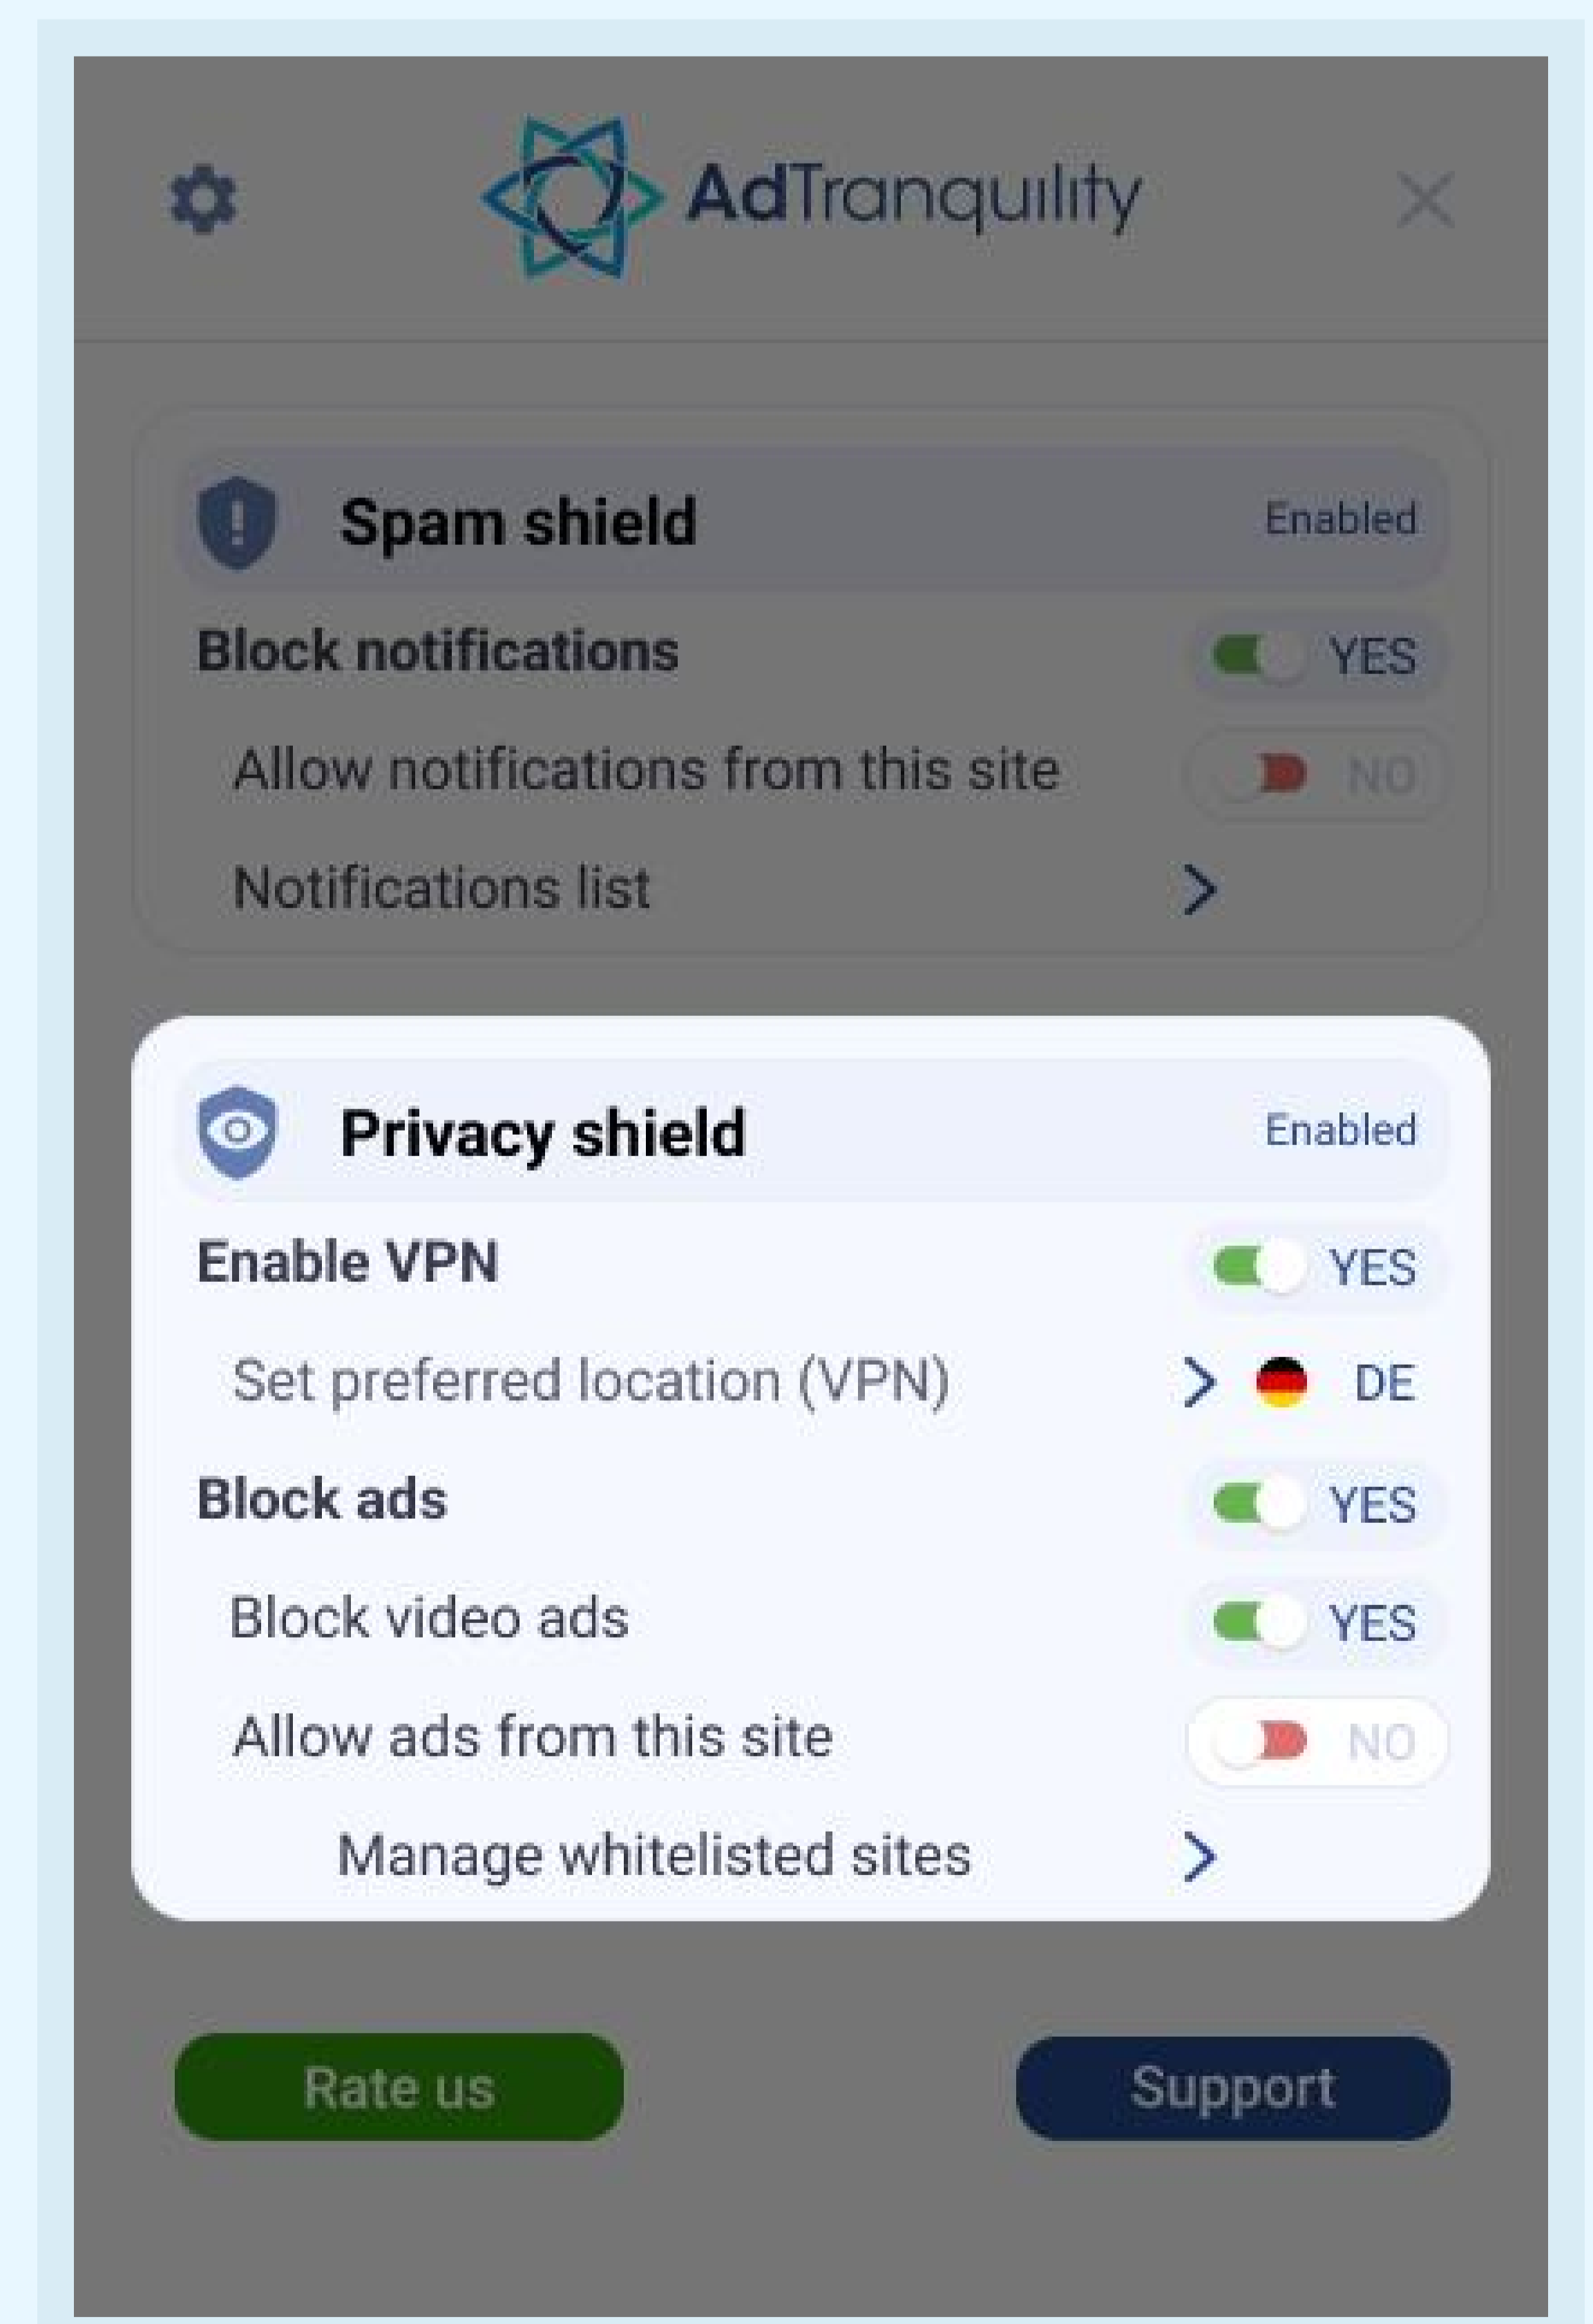 AdTranquility
Spam shield Enabled
Block notifications YES
Allow notifications from this site NO
Notifications list
Privacy shield Enabled
Enable VPN YES
Set preferred location (VPN) DE
Block ads YES
Block video ads YES
Allow ads from this site NO
Manage whitelisted sites
Rate us Support